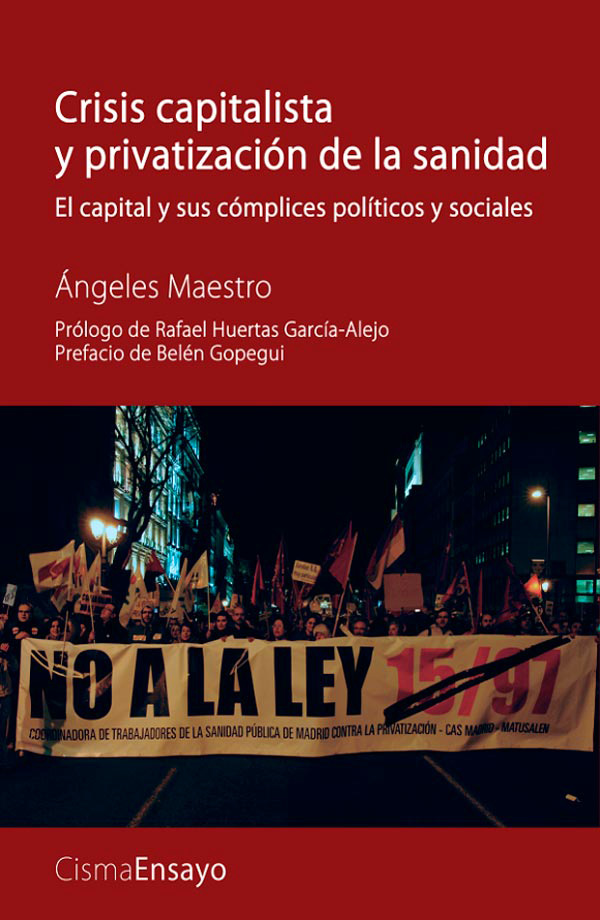 Crisis capitalista
y privatización de la sanidad
El capital y sus cómplices políticos y sociales
Ángeles Maestro
Prólogo de Rafael Huertas García-Alejo
Prefacio de Belén Gopegui
NO A LA LEY 15/97
COORDINADORA DE TRABAJADORES DE LA SANIDAD PÚBLICA DE MADRID CONTRA LA PRIVATIZACIÓN - CAS MADRID - MATUSALEN
CismaEnsayo